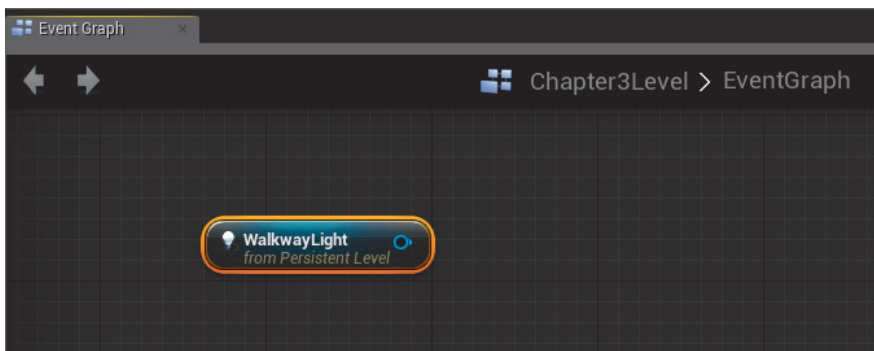 Event Graph
Chapter3Level > EventGraph
WalkwayLight
from Persistent Level